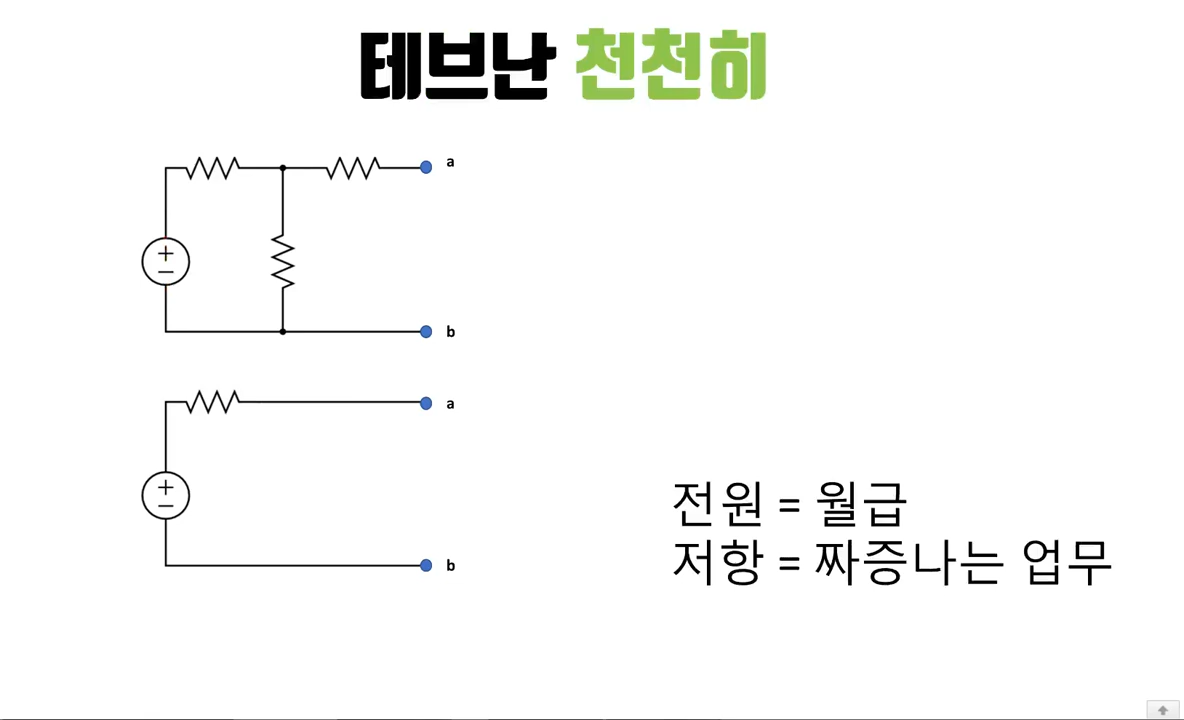 테브난 천천히
a
b
a
b
전원 = 월급
저항 = 짜증나는 업무